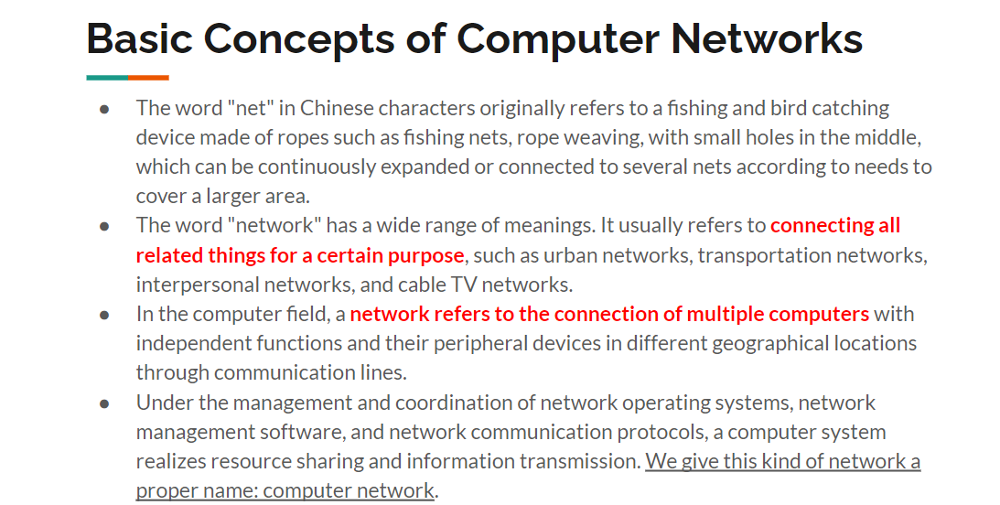 Basic Concepts of Computer Networks
● The word "net" in Chinese characters originally refers to a fishing and bird catching
device made of ropes such as fishing nets, rope weaving, with small holes in the middle,
which can be continuously expanded or connected to several nets according to needs to
cover a larger area.
● The word "network" has a wide range of meanings. It usually refers to connecting all
related things for a certain purpose, such as urban networks, transportation networks,
interpersonal networks, and cable TV networks.
● In the computer field, a network refers to the connection of multiple computers with
independent functions and their peripheral devices in different geographical locations
through communication lines.
● Under the management and coordination of network operating systems, network
management software, and network communication protocols, a computer system
realizes resource sharing and information transmission. We give this kind of network a
proper name: computer network.